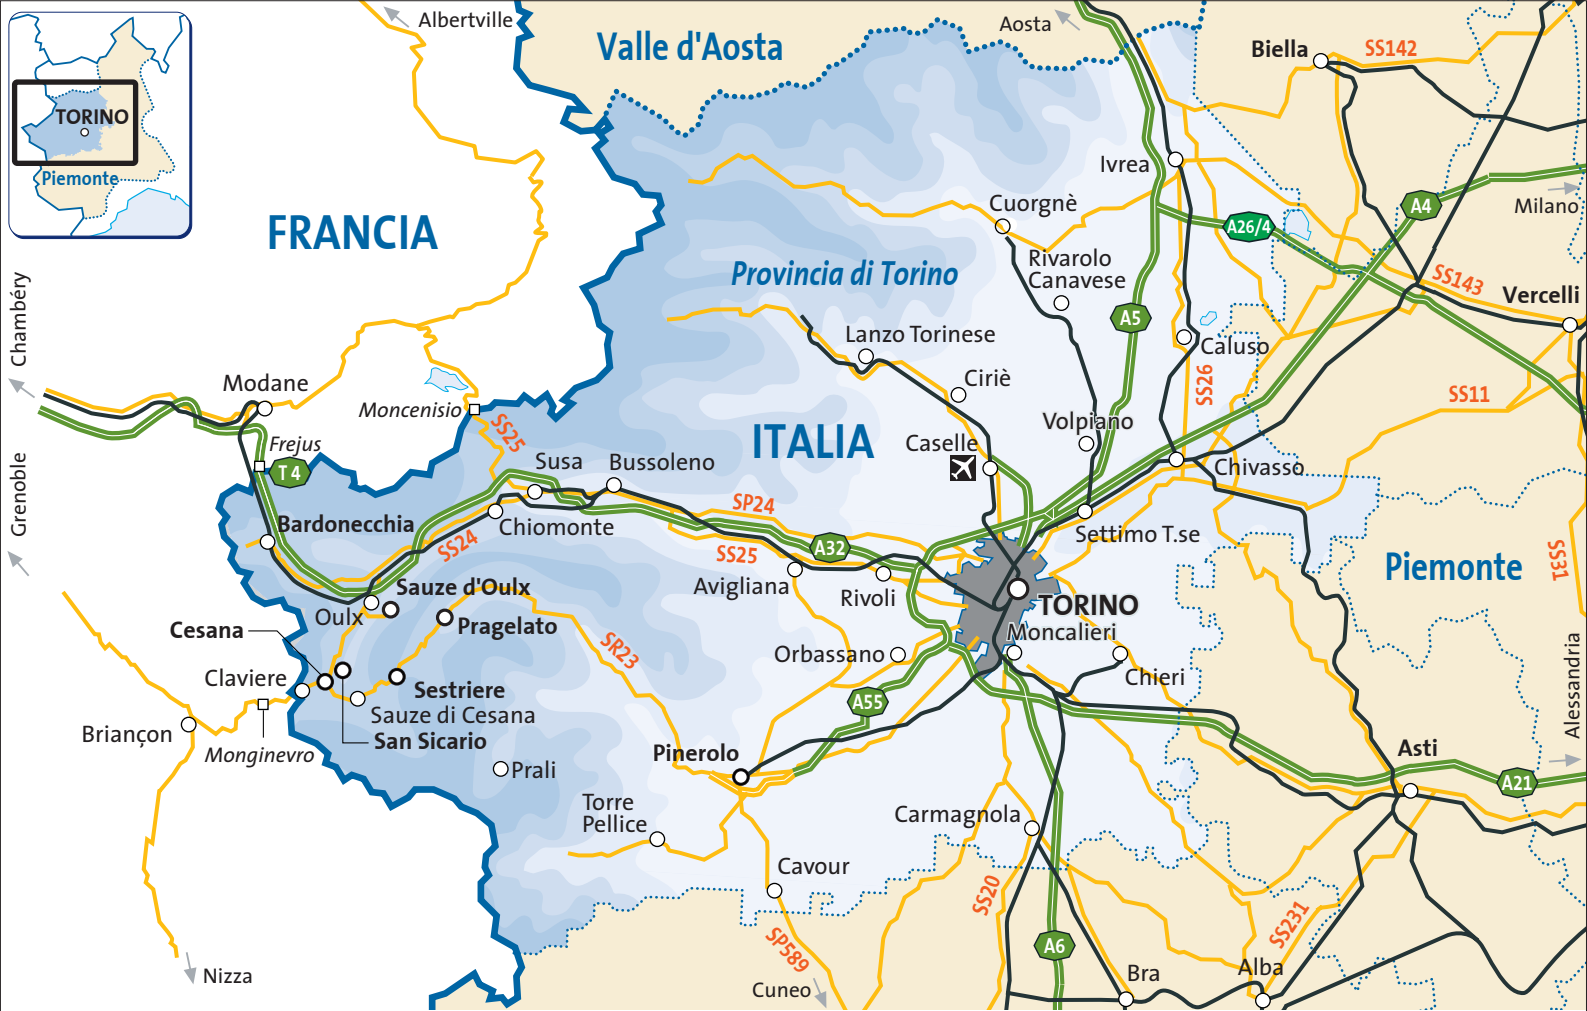 Albertville
Aosta
Valle d'Aosta
Biella
SS142
TORINO
Piemonte
Ivrea
A4
Milano
Cuorgnè
A26/4
FRANCIA
Provincia di Torino
Rivarolo
Canavese
SS143
Vercelli
A5
Chambéry
Lanzo Torinese
Caluso
Modane
Ciriè
SS26
SS11
Moncenisio
SS25
Volpiano
Frejus
ITALIA
Caselle
T4
Susa
Bussoleno
Chivasso
Grenoble
Bardonecchia
Chiomonte
SP24
Settimo T.se
SS24
SS25
A32
SS31
Piemonte
Avigliana
Rivoli
Sauze d'Oulx
Oulx
TORINO
Cesana
Pragelato
SR23
Moncalieri
Orbassano
Claviere
Sestriere
Chieri
Alessandria
Sauze di Cesana
A55
Briançon
Monginevro
San Sicario
Pinerolo
Asti
Prali
A21
Torre
Pellice
Carmagnola
Cavour
SS20
SS231
SP589
A6
Nizza
Cuneo
Bra
Alba